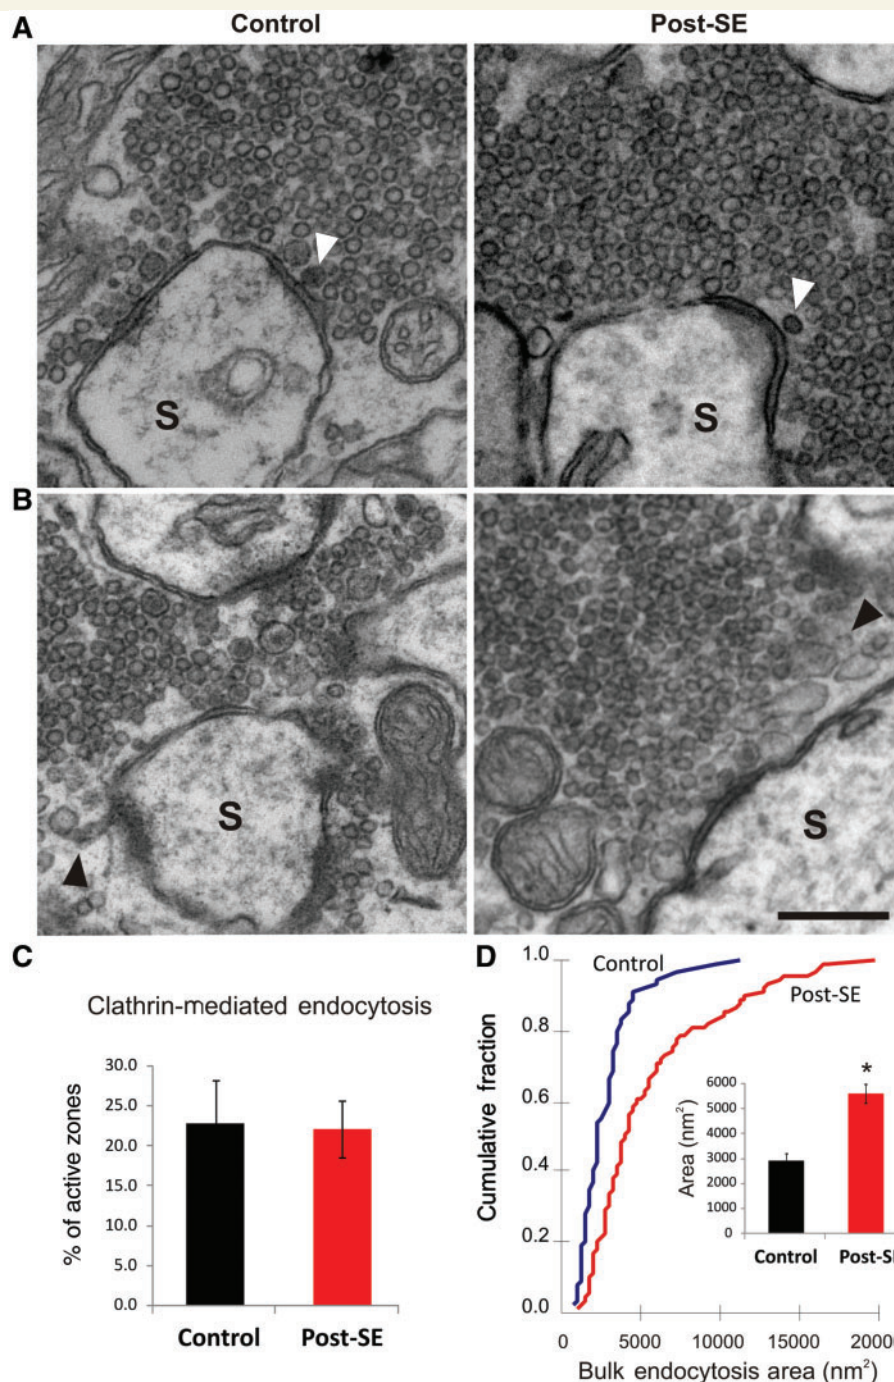 A
Control
Post-SE
S
S
B
S
S
C
Clathrin-mediated endocytosis
% of active zones
30.0
25.0
20.0
15.0
10.0
5.0
0.0
Control
Post-SE
D
Cumulative fraction
1.0
0.8
0.6
0.4
0.2
0.0
Control
Post-SE
*
Area (nm²)
6000
5000
4000
3000
2000
1000
0
Control
Post-SE
0
5000
10000
15000
20000
Bulk endocytosis area (nm²)